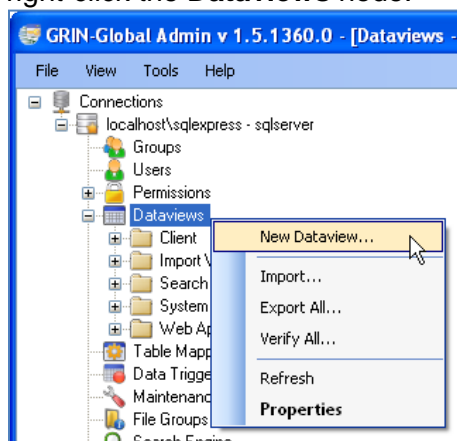 right-click the Dataviews node.
GRIN-Global Admin v 1.5.1360.0 - [Dataviews -
File View Tools Help
Connections
localhost\sqlexpress - sqlserver
Groups
Users
Permissions
Dataviews
Client
Import
Search
System
Web
Table
Data
Maintenanc
File Groups
New Dataview...
Import...
Export All...
Verify All...
Refresh
Properties